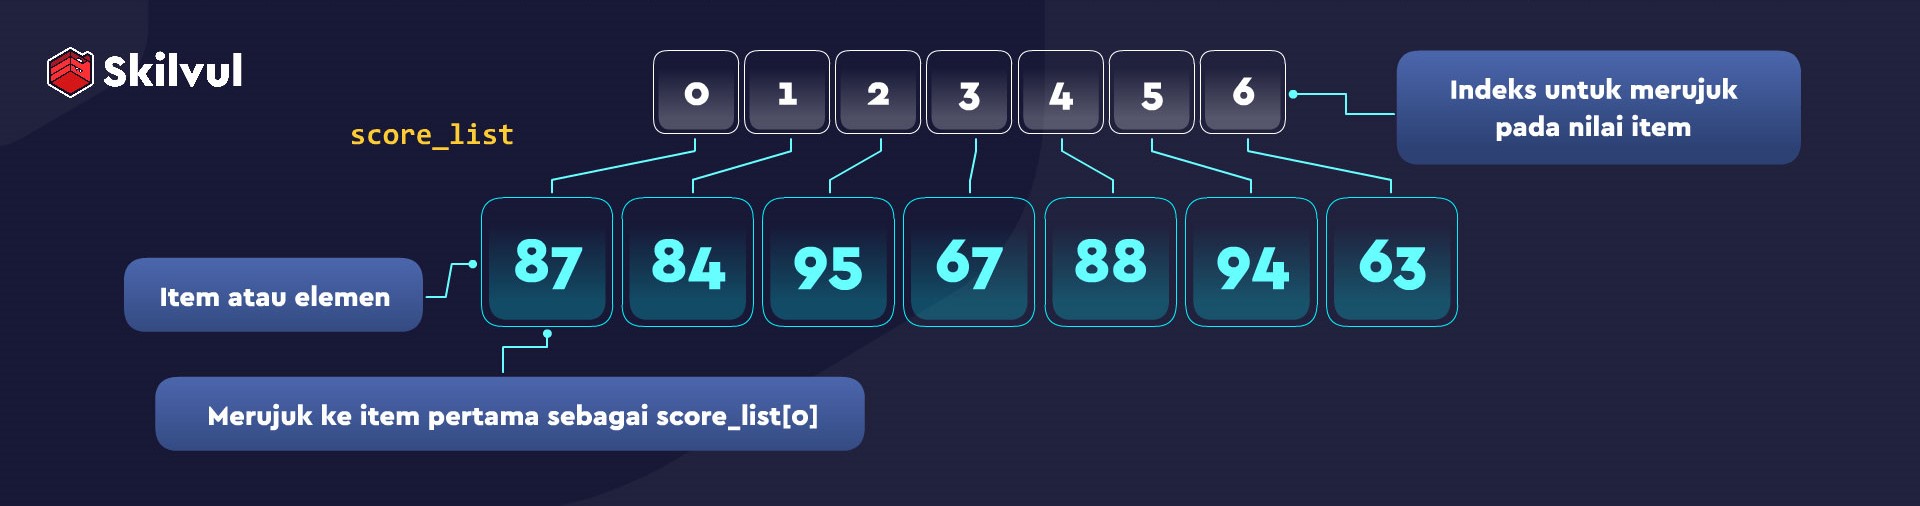 Skilvul
score_list
0 1 2 3 4 5 6
Indeks untuk merujuk
pada nilai item
87 84 95 67 88 94 63
Item atau elemen
Merujuk ke item pertama sebagai score_list[0]